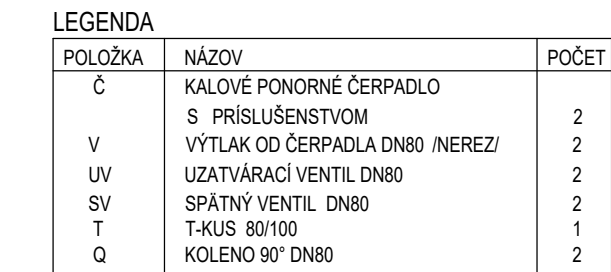 LEGENDA
POLOŽKA NÁZOV POČET
Č KALOVÉ PONORNÉ ČERPADLO
S PRÍSLUŠENSTVOM 2
V VÝTLAK OD ČERPADLA DN80 /NEREZ/ 2
UV UZATVÁRACÍ VENTIL DN80 2
SV SPÄTNÝ VENTIL DN80 2
T T-KUS 80/100 1
Q KOLENO 90° DN80 2